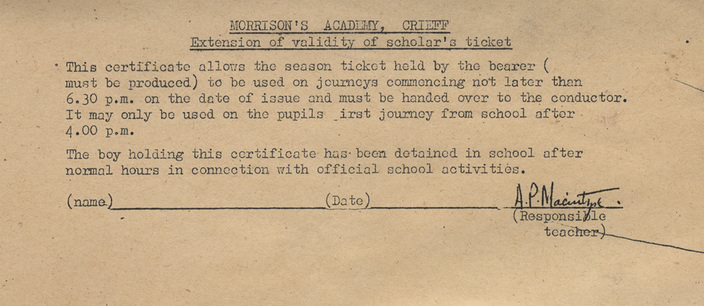 MORRISON'S ACADEMY, CRIEFF
Extension of validity of scholar's ticket
This certificate allows the season ticket held by the bearer (
must be produced) to be used on journeys commencing not later than
6.30 p.m. on the date of issue and must be handed over to the conductor.
It may only be used on the pupils irst journey from school after
4.00 p.m.
The boy holding this certificate has been detained in school after
normal hours in connection with official school activities.
(name) (Date) A.P. Macintyre.
(Responsible
teacher)